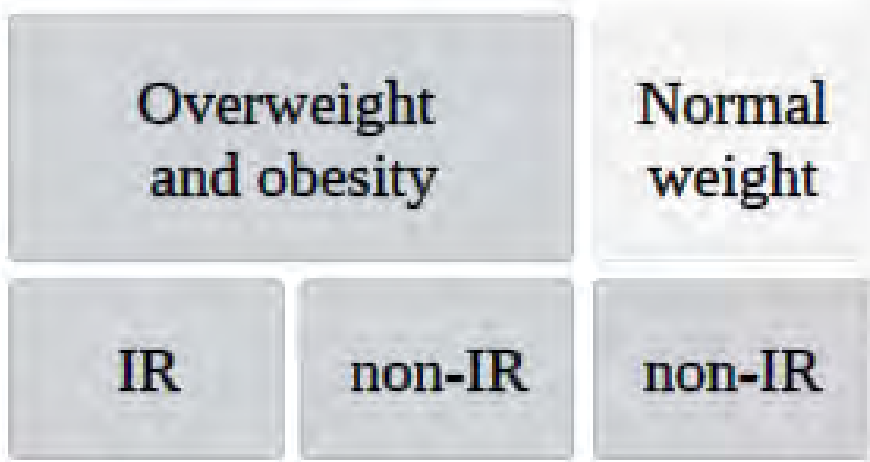 Overweight
and obesity
Normal
weight
IR
non-IR
non-IR